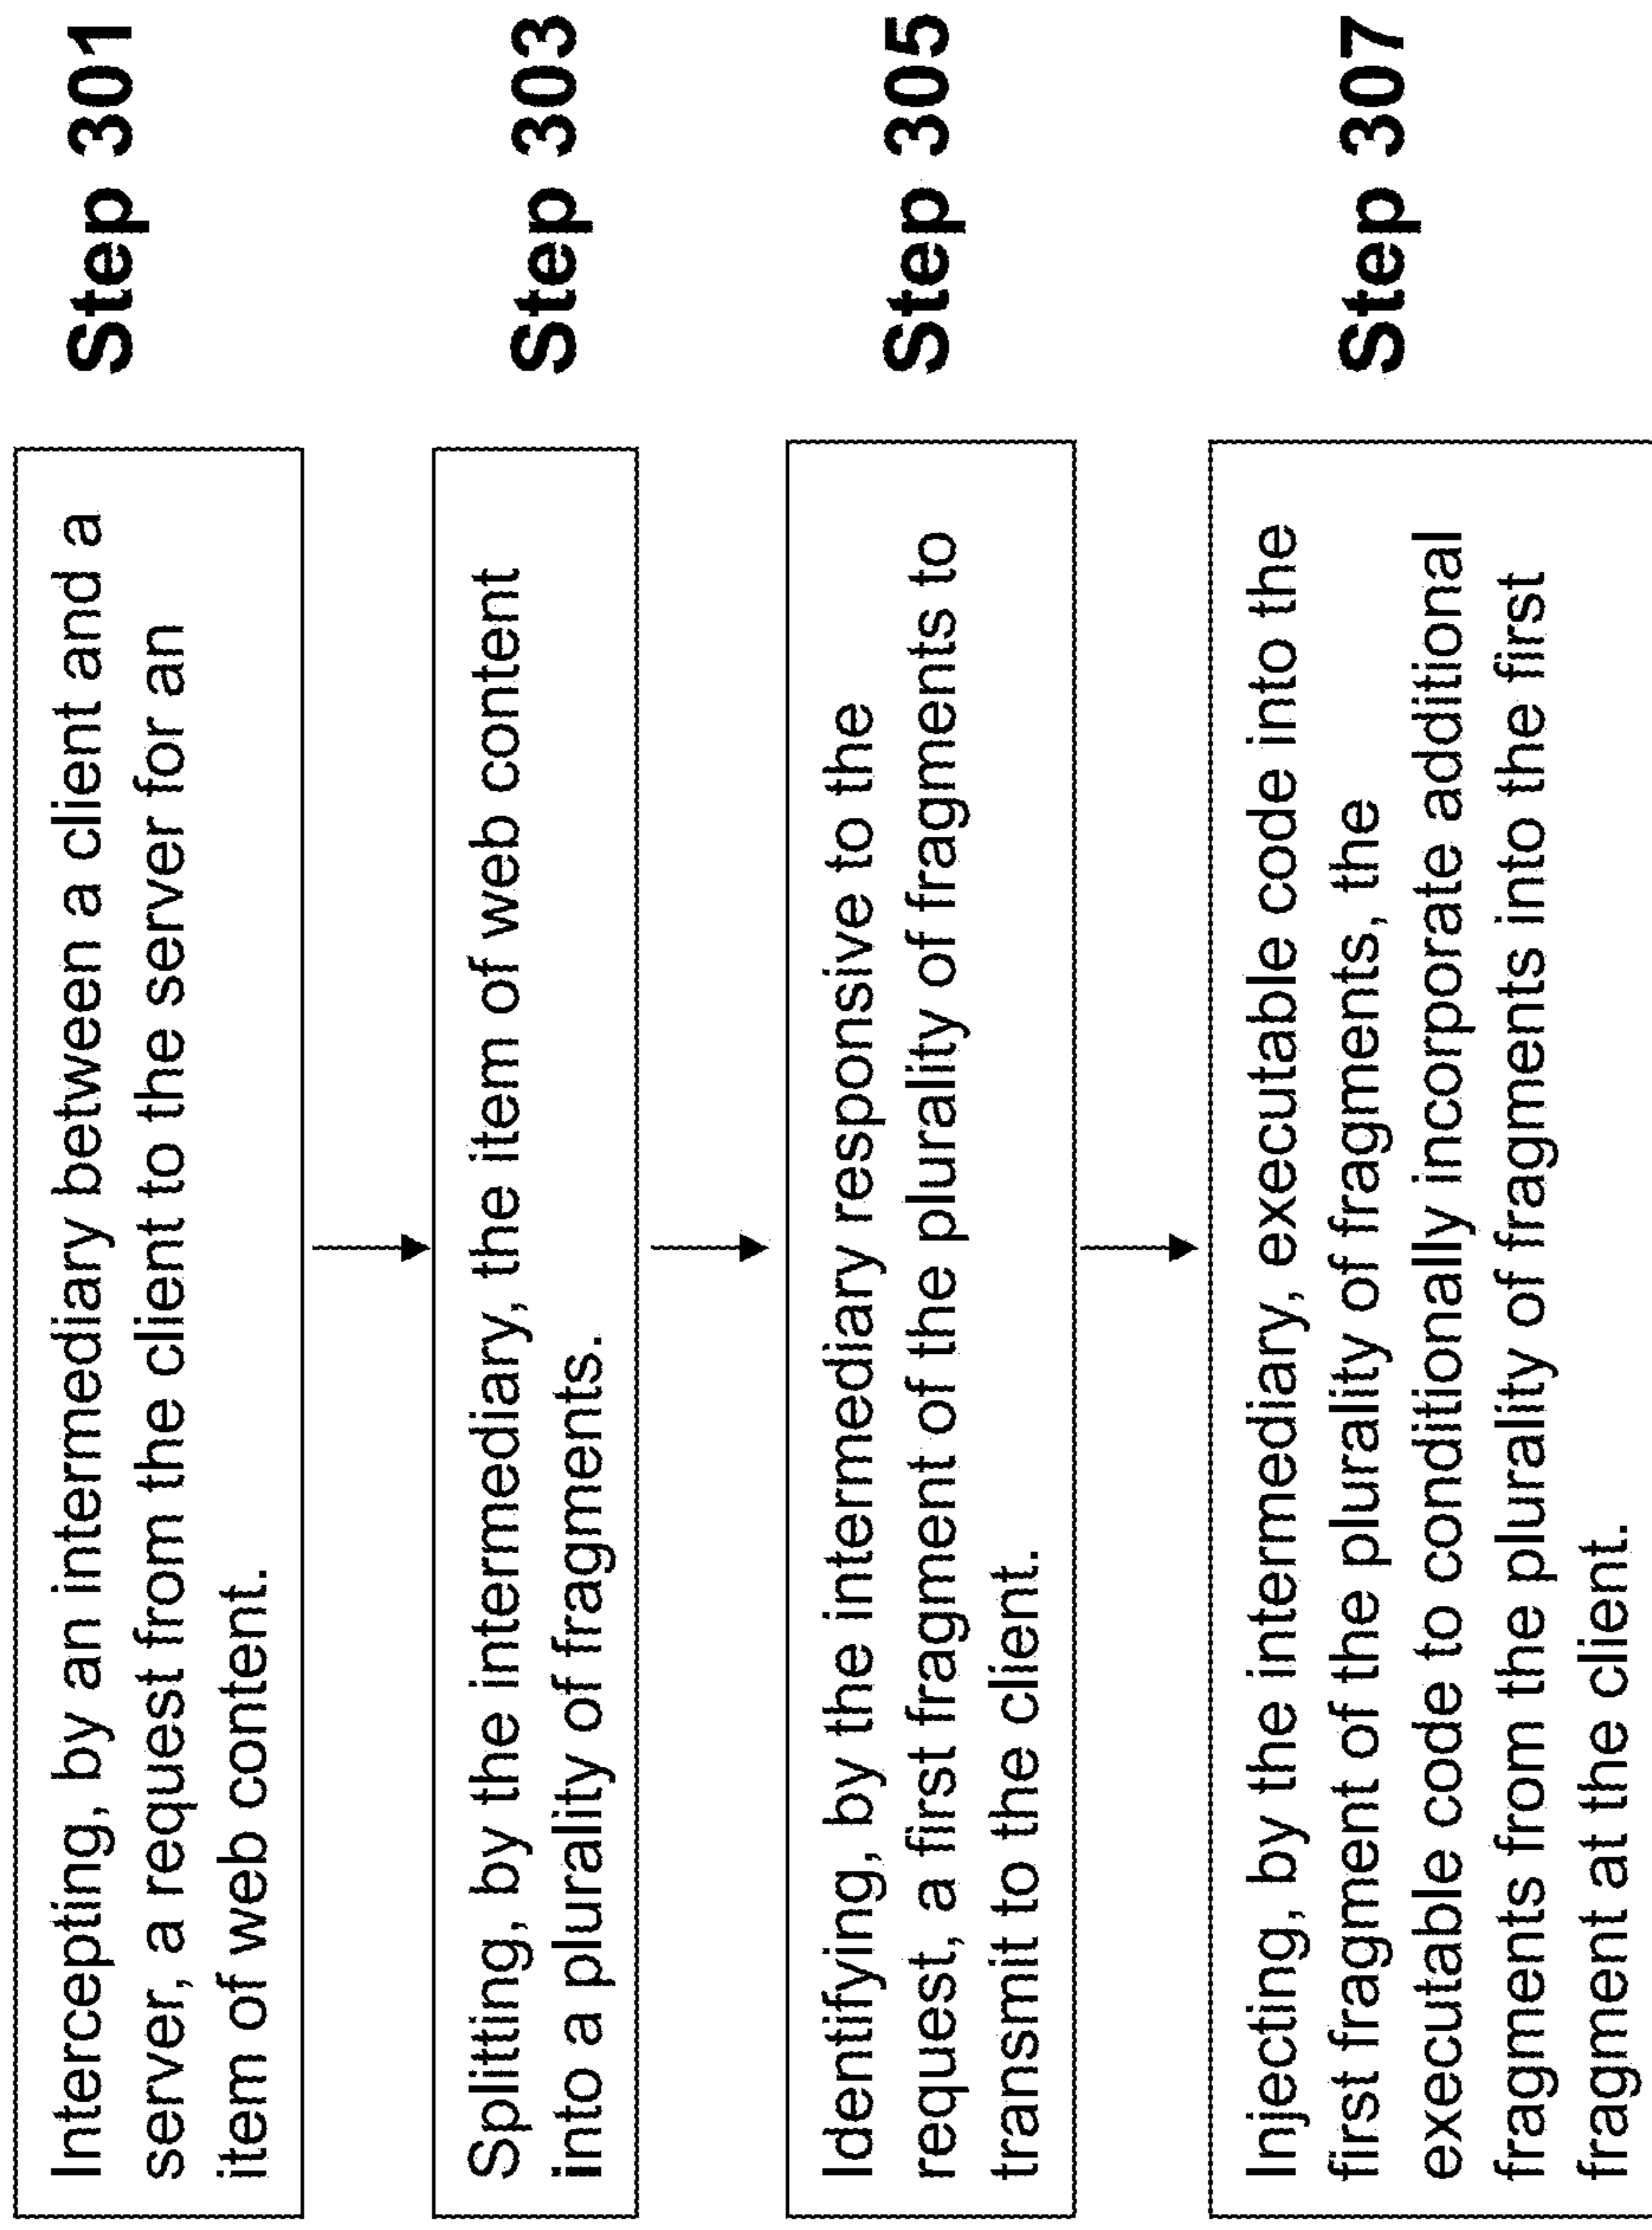 Intercepting, by an intermediary between a client and a
server, a request from the client to the server for an
item of web content.
Step 301
Splitting, by the intermediary, the item of web content
into a plurality of fragments.
Step 303
Identifying, by the intermediary responsive to the
request, a first fragment of the plurality of fragments to
transmit to the client.
Step 305
Injecting, by the intermediary, executable code into the
first fragment of the plurality of fragments, the
executable code to conditionally incorporate additional
fragments from the plurality of fragments into the first
fragment at the client.
Step 307